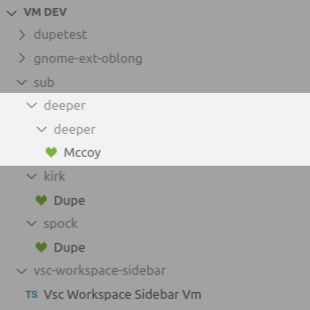 VM DEV
dupetest
gnome-ext-oblong
sub
deeper
deeper
Mccoy
kirk
Dupe
spock
Dupe
vsc-workspace-sidebar
TS Vsc Workspace Sidebar Vm